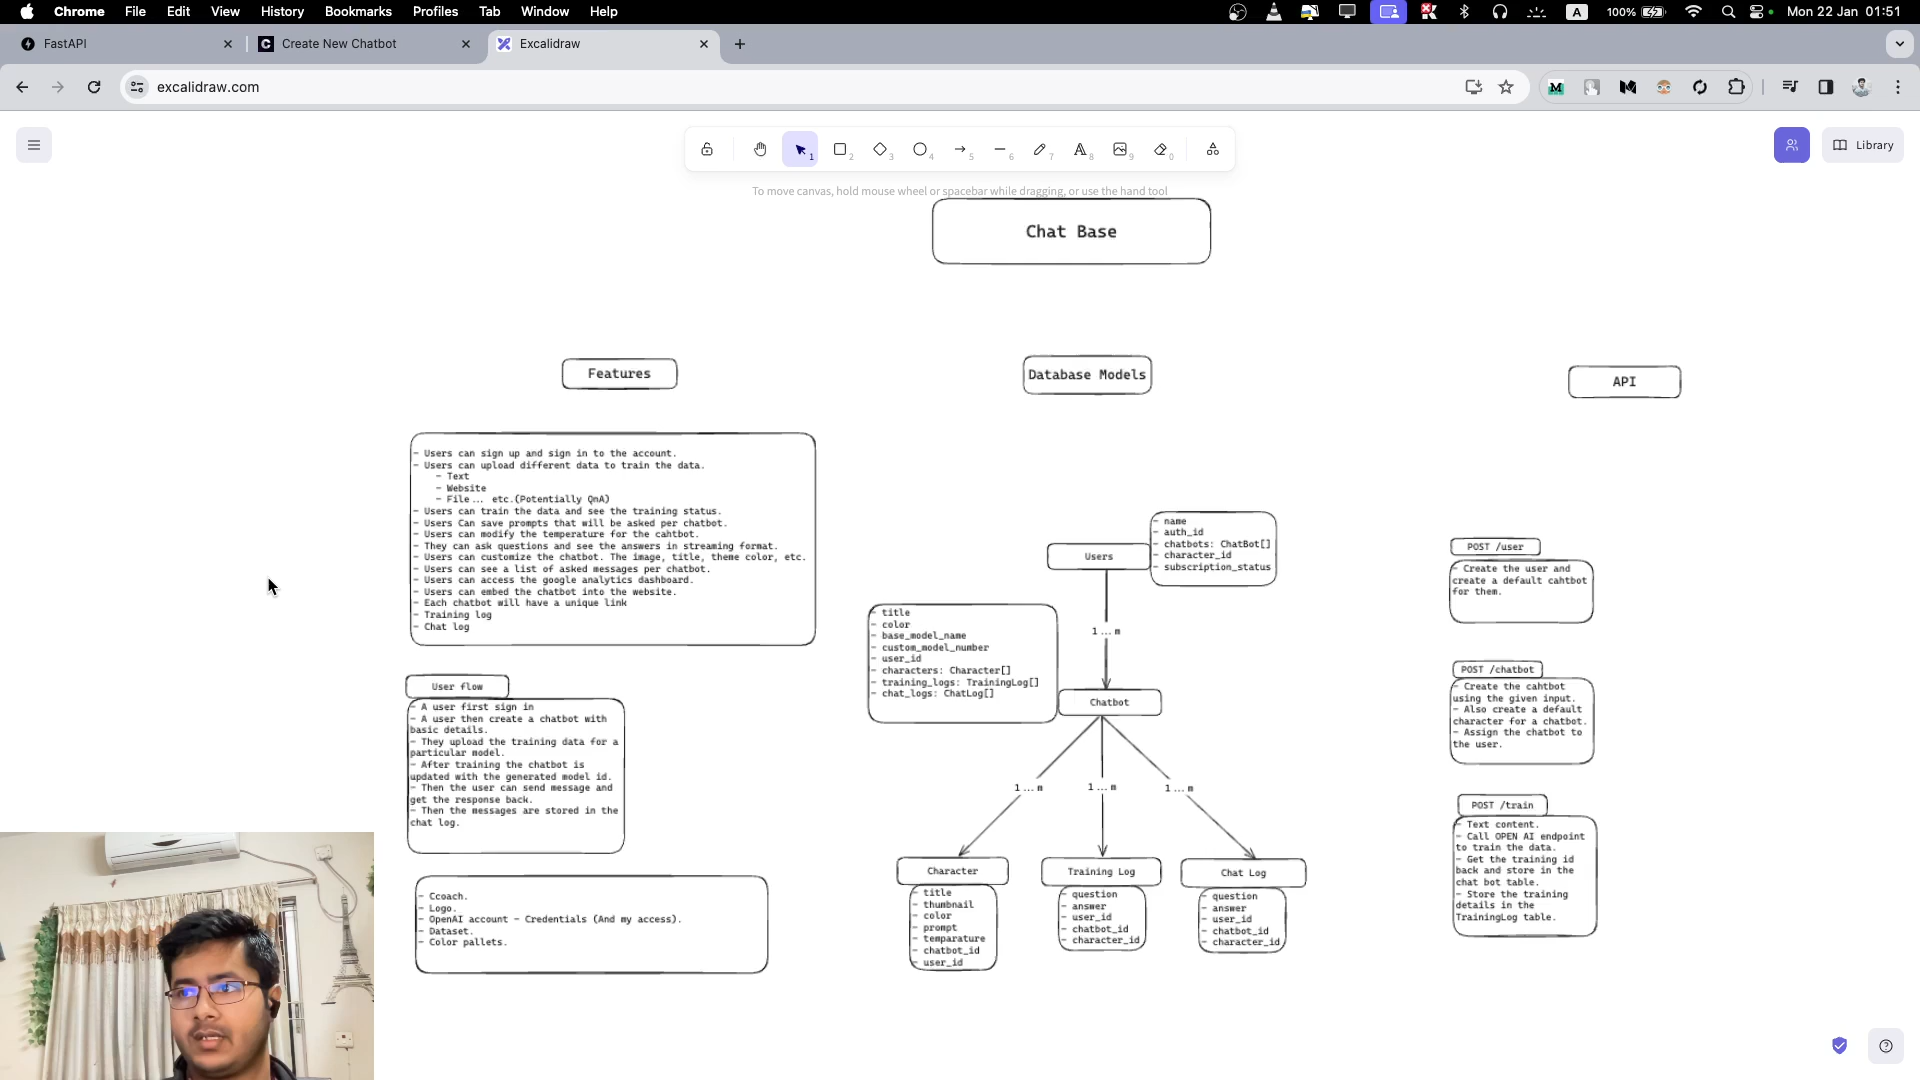 Chrome File Edit View History Bookmarks Profiles Tab Window Help
A 100% Mon 22 Jan 01:51
FastAPI
Create New Chatbot
Excalidraw
excalidraw.com
1 2 3 4 5 6 7 8 9 0
Library
To move canvas, hold mouse wheel or spacebar while dragging, or use the hand tool
Chat Base
Features
- Users can sign up and sign in to the account.
- Users can upload different data to train the data.
- Text
- Website
- File... etc.(Potentially QnA)
- Users can train the data and see the training status.
- Users Can save prompts that will be asked per chatbot.
- Users can modify the temperature for the cahtbot.
- They can ask questions and see the answers in streaming format.
- Users can customize the chatbot. The image, title, theme color, etc.
- Users can see a list of asked messages per chatbot.
- Users can access the google analytics dashboard.
- Users can embed the chatbot into the website.
- Each chatbot will have a unique link
- Training log
- Chat log
User flow
- A user first sign in
- A user then create a chatbot with
basic details.
- They upload the training data for a
particular model.
- After training the chatbot is
updated with the generated model id.
- Then the user can send message and
get the response back.
- Then the messages are stored in the
chat log.
- Ccoach.
- Logo.
- OpenAI account - Credentials (And my access).
- Dataset.
- Color pallets.
Database Models
Users
- name
- auth_id
- chatbots: ChatBot[]
- character_id
- subscription_status
1 ... m
- title
- color
- base_model_name
- custom_model_number
- user_id
- characters: Character[]
- training_logs: TrainingLog[]
- chat_logs: ChatLog[]
Chatbot
1 ... m
1 ... m
1 ... m
Character
- title
- thumbnail
- color
- prompt
- temparature
- chatbot_id
- user_id
Training Log
- question
- answer
- user_id
- chatbot_id
- character_id
Chat Log
- question
- answer
- user_id
- chatbot_id
- character_id
API
POST /user
- Create the user and
create a default cahtbot
for them.
POST /chatbot
- Create the cahtbot
using the given input.
- Also create a default
character for a chatbot.
- Assign the chatbot to
the user.
POST /train
- Text content.
- Call OPEN AI endpoint
to train the data.
- Get the training id
back and store in the
chat bot table.
- Store the training
details in the
TrainingLog table.